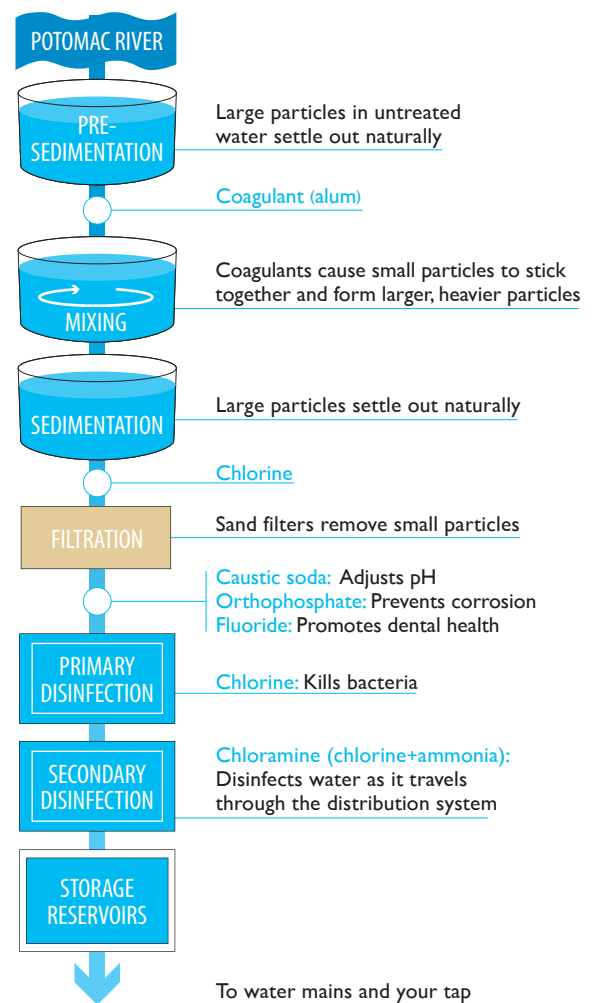 POTOMAC RIVER
PRE-
SEDIMENTATION
Large particles in untreated
water settle out naturally
Coagulant (alum)
MIXING
Coagulants cause small particles to stick
together and form larger, heavier particles
SEDIMENTATION
Large particles settle out naturally
Chlorine
FILTRATION
Sand filters remove small particles
Caustic soda: Adjusts pH
Orthophosphate: Prevents corrosion
Fluoride: Promotes dental health
PRIMARY
DISINFECTION
Chlorine: Kills bacteria
SECONDARY
DISINFECTION
Chloramine (chlorine+ammonia):
Disinfects water as it travels
through the distribution system
STORAGE
RESERVOIRS
To water mains and your tap